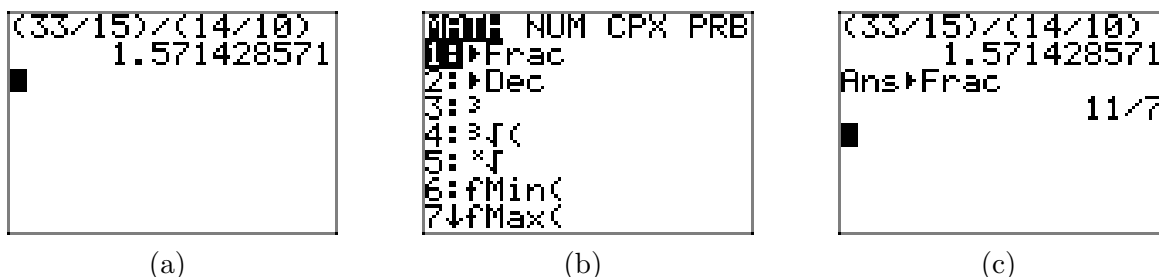 (33/15)/(14/10)
1.571428571
MATH NUM CPX PRB
1:▶Frac
2:▶Dec
3:³
4:³√(
5:ˣ√
6:fMin(
7↓fMax(
(33/15)/(14/10)
1.571428571
Ans▶Frac
11/7
(a)
(b)
(c)